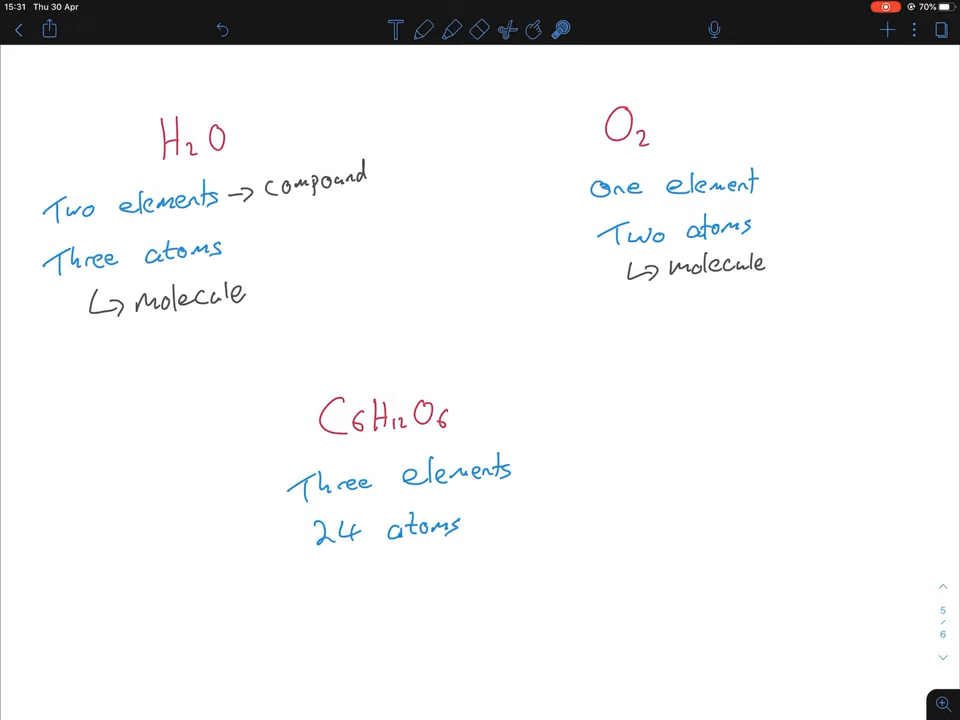 15:31 Thu 30 Apr
70%
H₂O
Two elements → compound
Three atoms
↳ molecule
O₂
One element
Two atoms
↳ molecule
C₆H₁₂O₆
Three elements
24 atoms
5
/
6